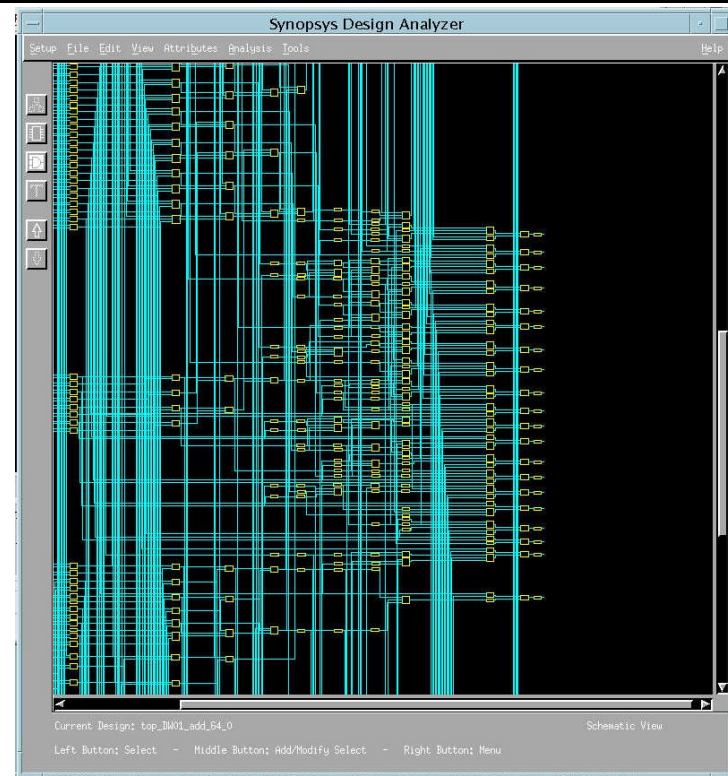 Synopsys Design Analyzer
Setup File Edit View Attributes Analysis Tools Help
T
Current Design: top_DW01_add_64_0 Schematic View
Left Button: Select - Middle Button: Add/Modify Select - Right Button: Menu